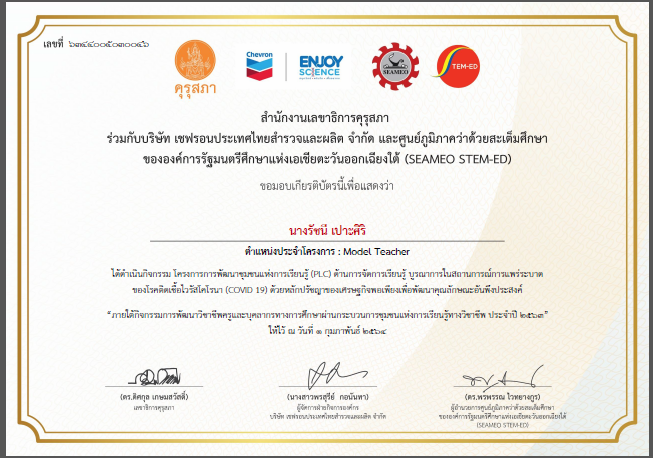 เลขที่ ๖๓๔๔๐๐๕๐๓๐๐๔๖
คุรุสภา
Chevron
ENJOY
SCIENCE
SEAMEO
STEM-ED
สำนักงานเลขาธิการคุรุสภา
ร่วมกับบริษัท เชฟรอนประเทศไทยสำรวจและผลิต จำกัด และศูนย์ภูมิภาคว่าด้วยสะเต็มศึกษา
ขององค์การรัฐมนตรีศึกษาแห่งเอเชียตะวันออกเฉียงใต้ (SEAMEO STEM-ED)
ขอมอบเกียรติบัตรนี้เพื่อแสดงว่า
นางรัชนี เปาะศิริ
ตำแหน่งประจำโครงการ : Model Teacher
ได้ดำเนินกิจกรรม โครงการการพัฒนาชุมชนแห่งการเรียนรู้ (PLC) ด้านการจัดการเรียนรู้ บูรณาการในสถานการณ์การแพร่ระบาด
ของโรคติดเชื้อไวรัสโคโรนา (COVID 19) ด้วยหลักปรัชญาของเศรษฐกิจพอเพียงเพื่อพัฒนาคุณลักษณะอันพึงประสงค์
“ภายใต้กิจกรรมการพัฒนาวิชาชีพครูและบุคลากรทางการศึกษาผ่านกระบวนการชุมชนแห่งการเรียนรู้ทางวิชาชีพ ประจำปี ๒๕๖๓”
ให้ไว้ ณ วันที่ ๑ กุมภาพันธ์ ๒๕๖๔
(ดร.ดิศกุล เกษมสวัสดิ์) (นางสาวพรสุรีย์ กอนันทา) (ดร.พรพรรณ ไวทยางกูร)
เลขาธิการคุรุสภา ผู้จัดการฝ่ายกิจการองค์กร ผู้อำนวยการศูนย์ภูมิภาคว่าด้วยสะเต็มศึกษา
บริษัท เชฟรอนประเทศไทยสำรวจและผลิต จำกัด ขององค์การรัฐมนตรีศึกษาแห่งเอเชียตะวันออกเฉียงใต้
(SEAMEO STEM-ED)